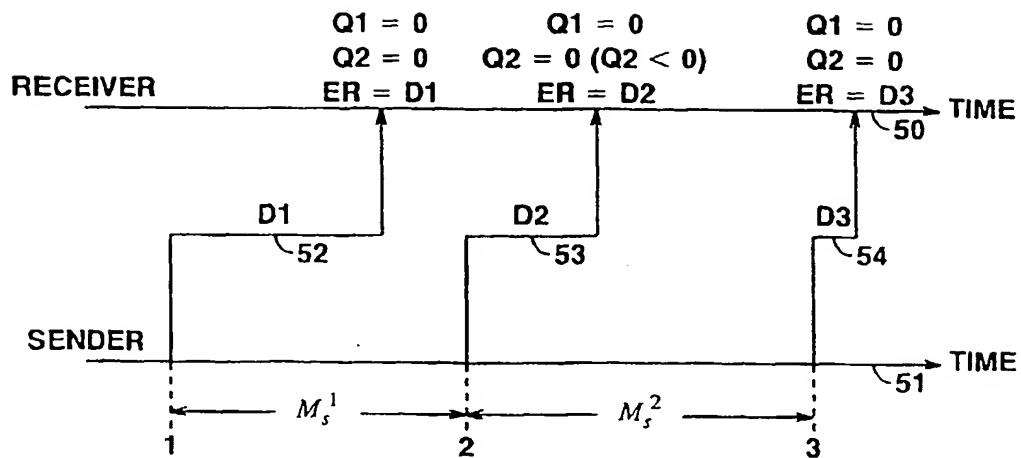 Q1 = 0 Q1 = 0 Q1 = 0
Q2 = 0 Q2 = 0 (Q2 < 0) Q2 = 0
RECEIVER ER = D1 ER = D2 ER = D3 TIME
50
D1 D2 D3
52 53 54
SENDER TIME
51
M_s^1 M_s^2
1 2 3